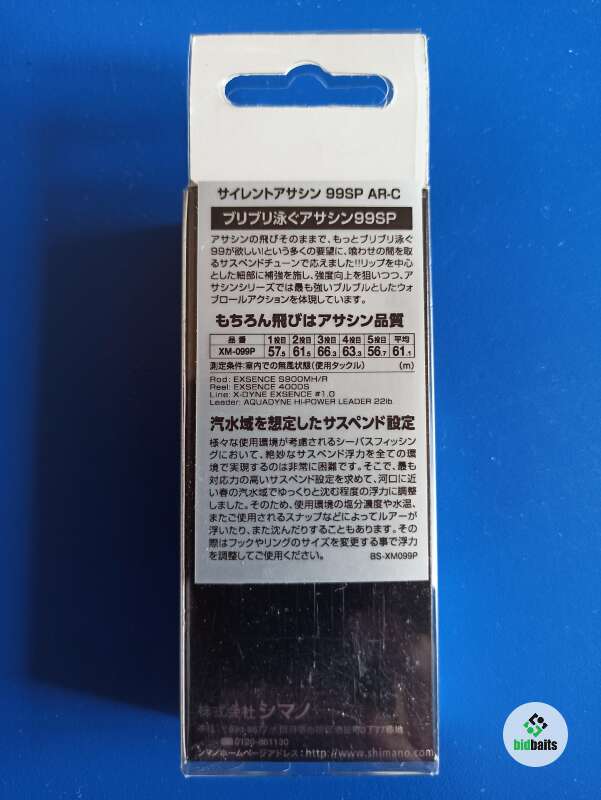 サイレントアサシン 99SP AR-C
ブリブリ泳ぐアサシン99SP
アサシンの飛びそのままで、もっとブリブリ泳ぐ
99が欲しい!という多くの要望に、喰わせの間を取
るサスペンドチューンで応えました!!リップを中心
とした細部に補強を施し、強度向上を狙いつつ、ア
サシンシリーズでは最も強いブルブルとしたウォ
ブロールアクションを体現しています。
もちろん飛びはアサシン品質
品番 1投目 2投目 3投目 4投目 5投目 平均
XM-099P 57.5 61.5 66.3 63.3 56.7 61.1
測定条件:室内での無風状態(使用タックル) (m)
Rod: EXSENCE S900MH/R
Reel: EXSENCE 4000S
Line: X-DYNE EXSENCE #1.0
Leader: AQUADYNE HI-POWER LEADER 22lb
汽水域を想定したサスペンド設定
様々な使用環境が考慮されるシーバスフィッシン
グにおいて、絶妙なサスペンド浮力を全ての環
境で実現するのは非常に困難です。そこで、最も
対応力の高いサスペンド設定を求めて、河口に近
い春の汽水域でゆっくりと沈む程度の浮力に調整
しました。そのため、使用環境の塩分濃度や水温、
またご使用されるスナップなどによってルアーが
浮いたり、また沈んだりすることもあります。その
際はフックやリングのサイズを変更する事で浮力
を調整してご使用ください。 BS-XM099P
株式会社シマノ
0120-861130
シマノホームページアドレス:http://www.shimano.com
bidbaits